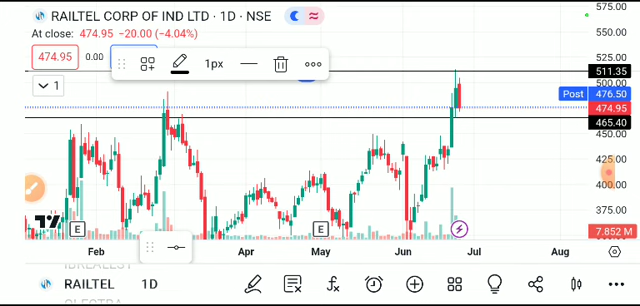 RAILTEL CORP OF IND LTD · 1D · NSE
At close: 474.95 −20.00 (−4.04%)
474.95 0.00
1px
1
575.00
550.00
525.00
511.35
500.00
Post 476.50
474.95
465.40
450.00
425.00
400.00
375.00
350.00
7.852 M
E E
Feb Apr May Jun Jul Aug
RAILTEL 1D